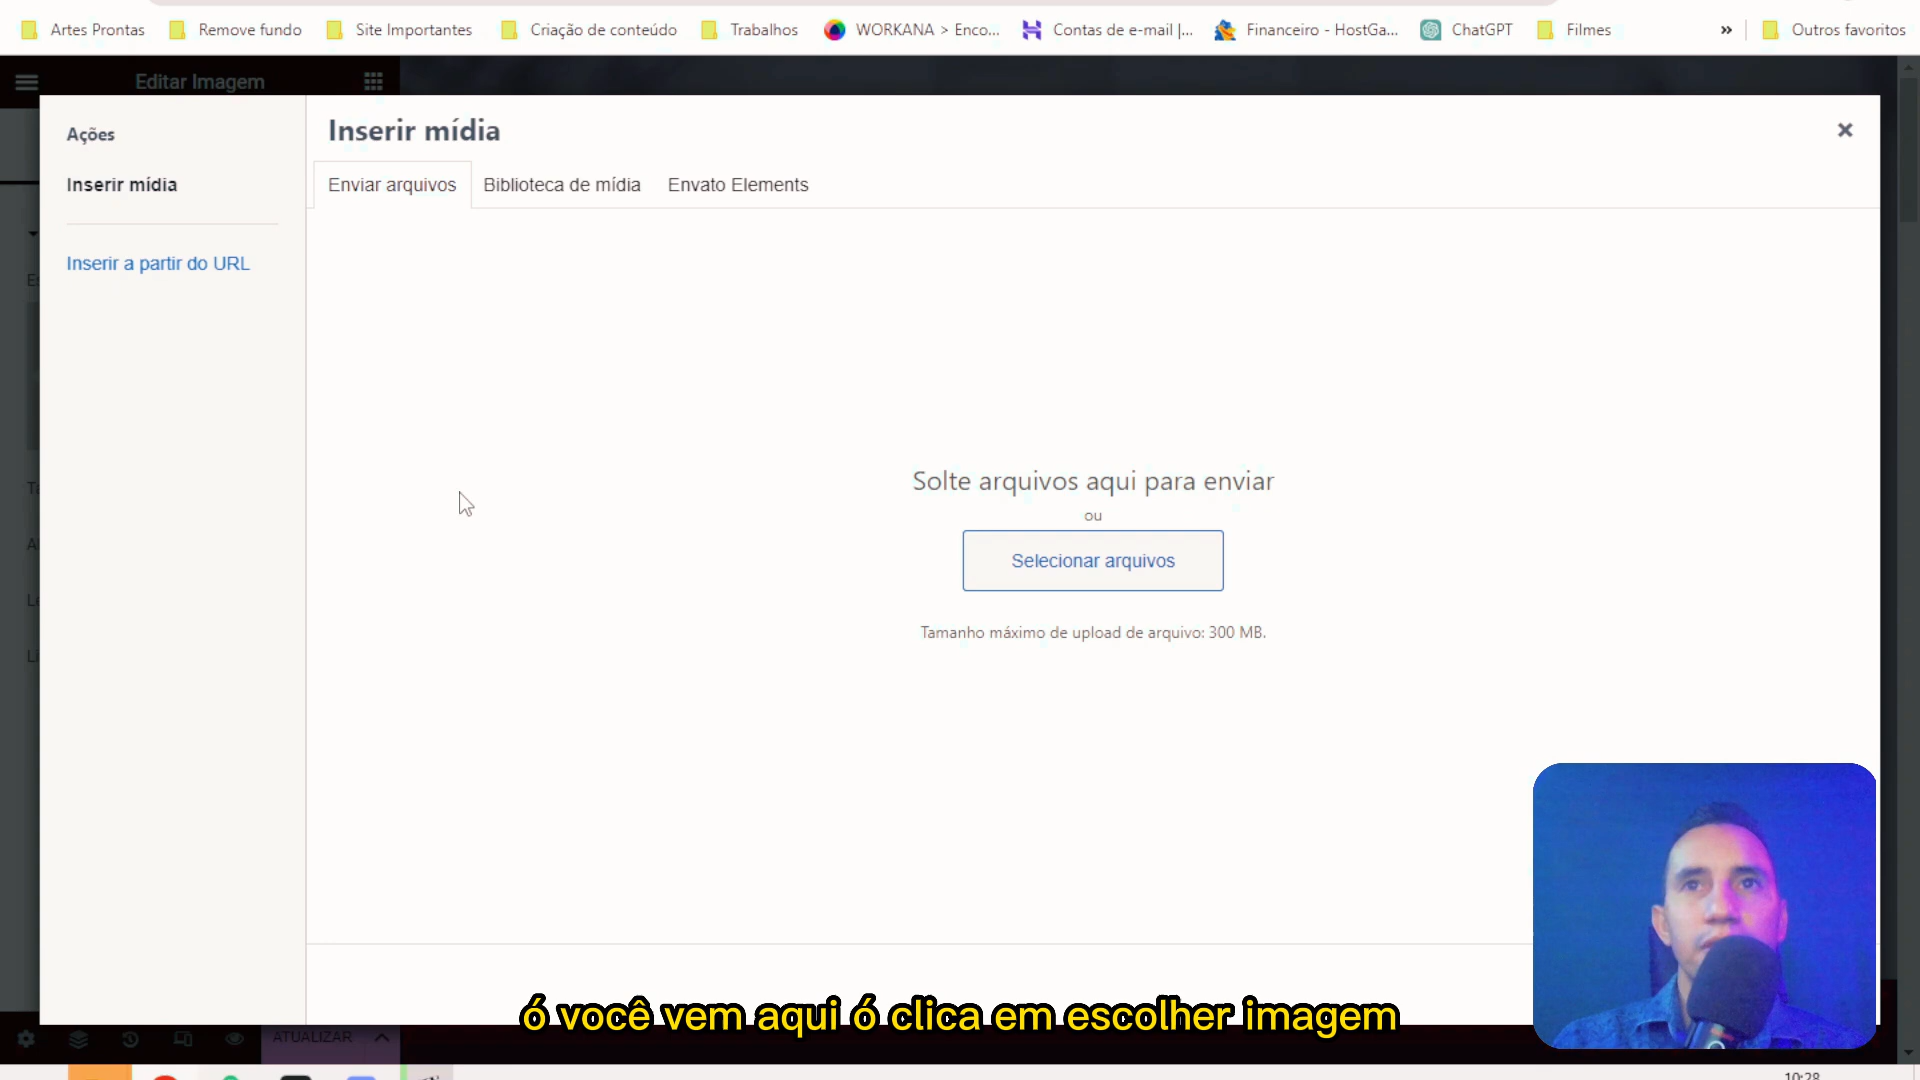 Artes Prontas
Remove fundo
Site Importantes
Criação de conteúdo
Trabalhos
WORKANA > Enco...
Contas de e-mail |...
Financeiro - HostGa...
ChatGPT
Filmes
»
Outros favoritos
Editar Imagem
Ações
Inserir mídia
Inserir a partir do URL
Inserir mídia
Enviar arquivos
Biblioteca de mídia
Envato Elements
Solte arquivos aqui para enviar
ou
Selecionar arquivos
Tamanho máximo de upload de arquivo: 300 MB.
ó você vem aqui ó clica em escolher imagem
ATUALIZAR
10:28